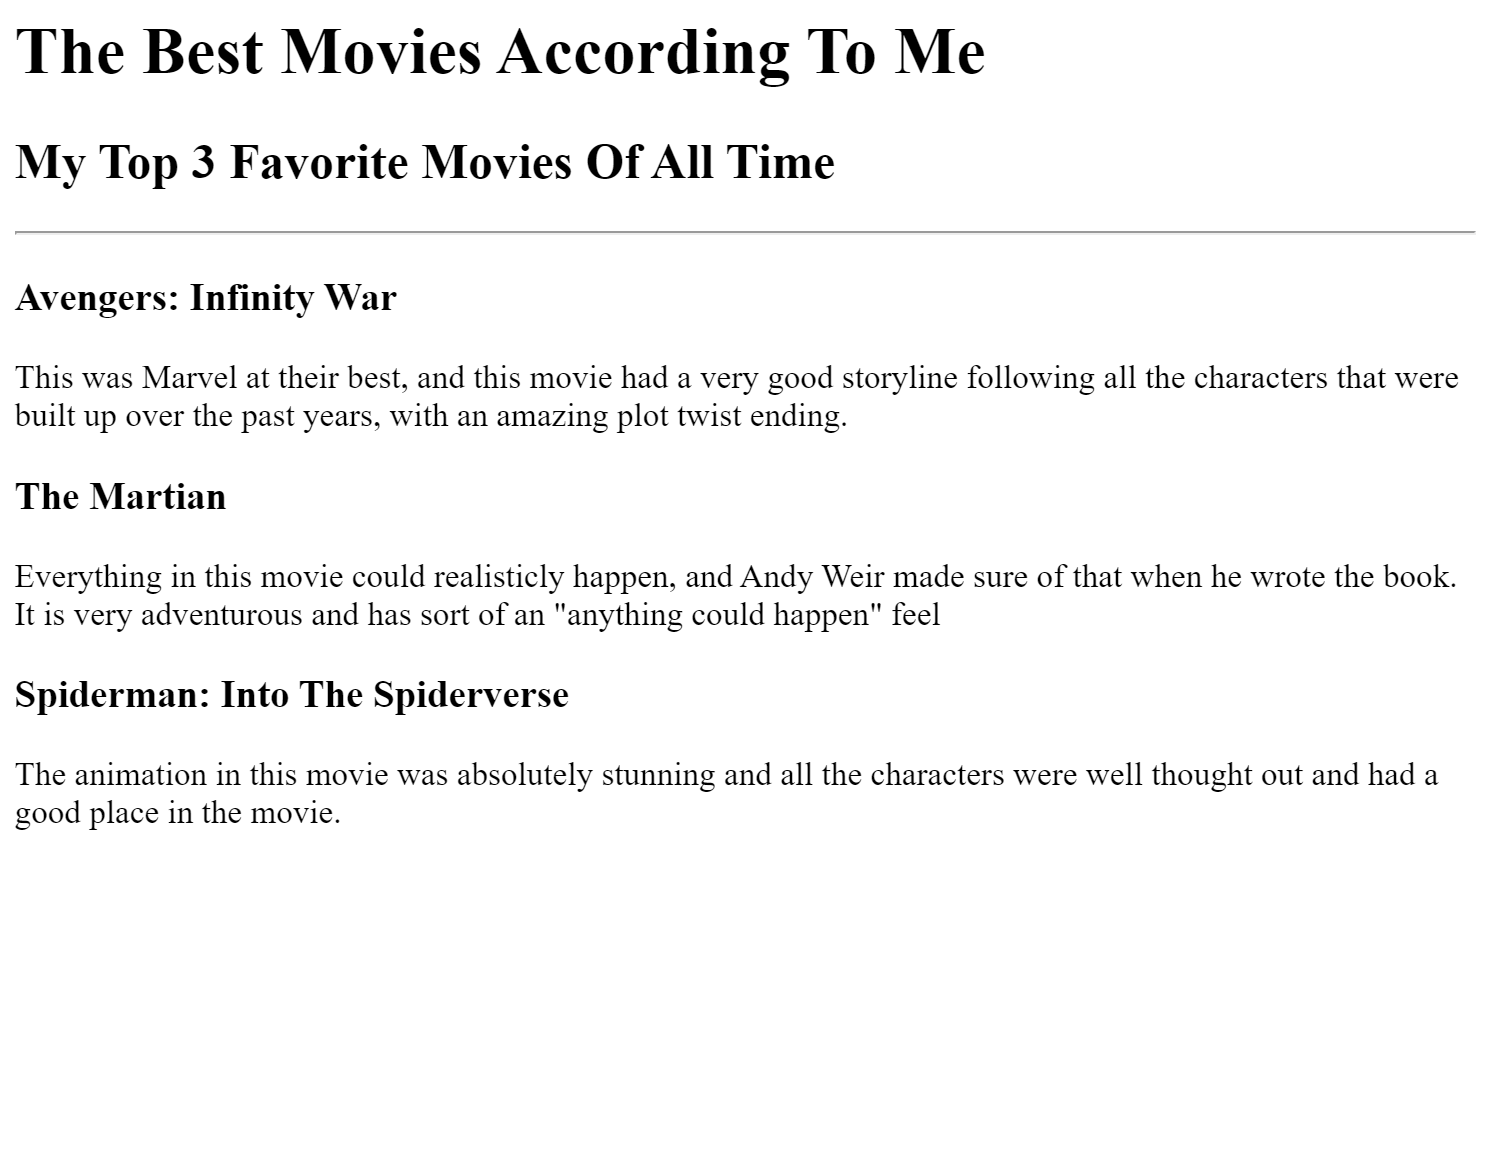 The Best Movies According To Me
My Top 3 Favorite Movies Of All Time
Avengers: Infinity War
This was Marvel at their best, and this movie had a very good storyline following all the characters that were
built up over the past years, with an amazing plot twist ending.
The Martian
Everything in this movie could realisticly happen, and Andy Weir made sure of that when he wrote the book.
It is very adventurous and has sort of an "anything could happen" feel
Spiderman: Into The Spiderverse
The animation in this movie was absolutely stunning and all the characters were well thought out and had a
good place in the movie.